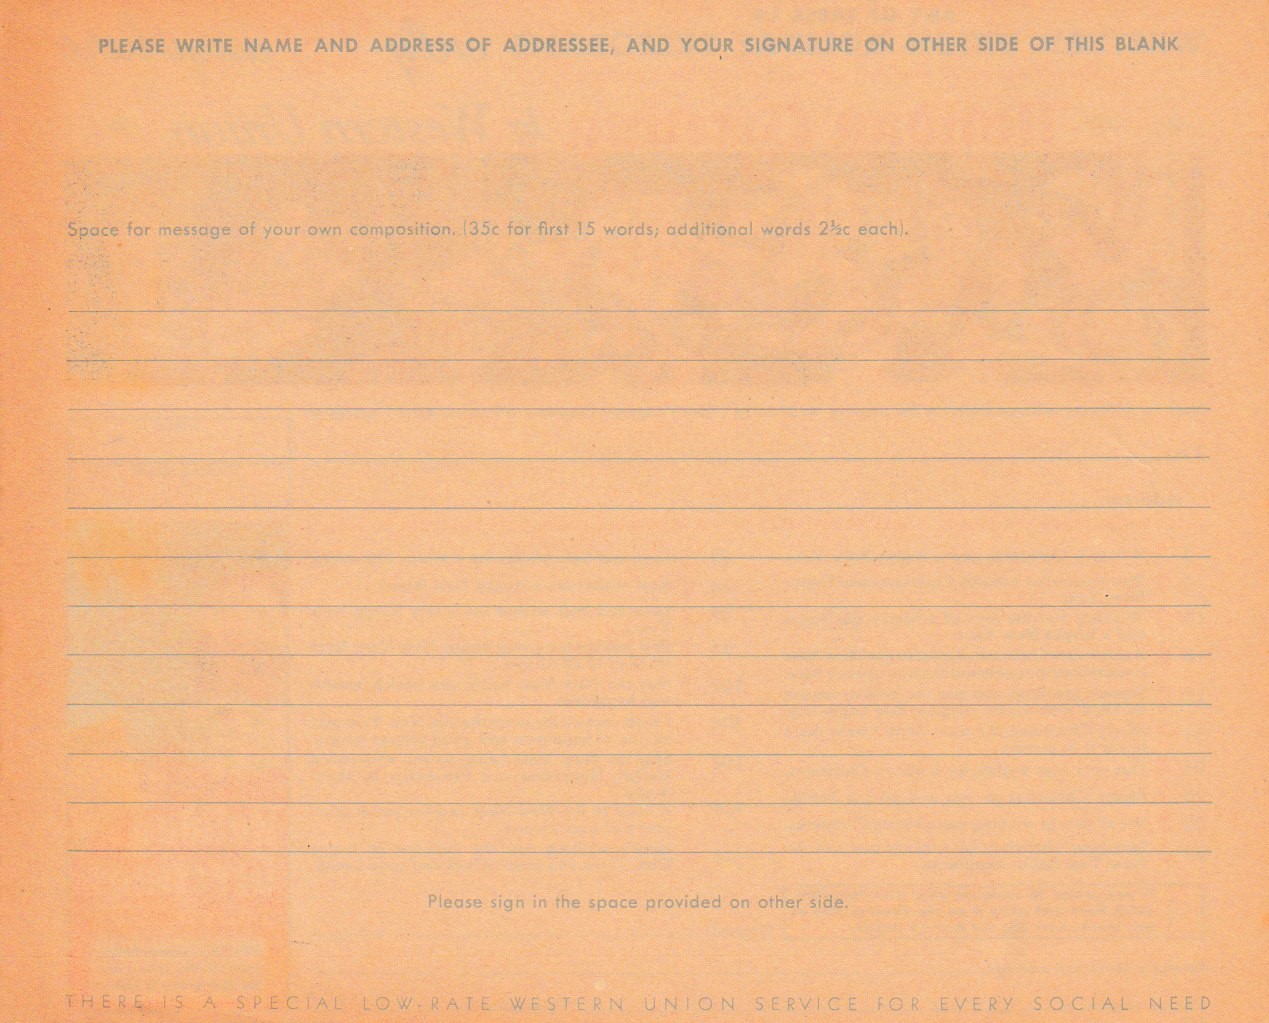 PLEASE WRITE NAME AND ADDRESS OF ADDRESSEE, AND YOUR SIGNATURE ON OTHER SIDE OF THIS BLANK
Space for message of your own composition. (35c for first 15 words; additional words 2½c each).
Please sign in the space provided on other side.
THERE IS A SPECIAL LOW-RATE WESTERN UNION SERVICE FOR EVERY SOCIAL NEED